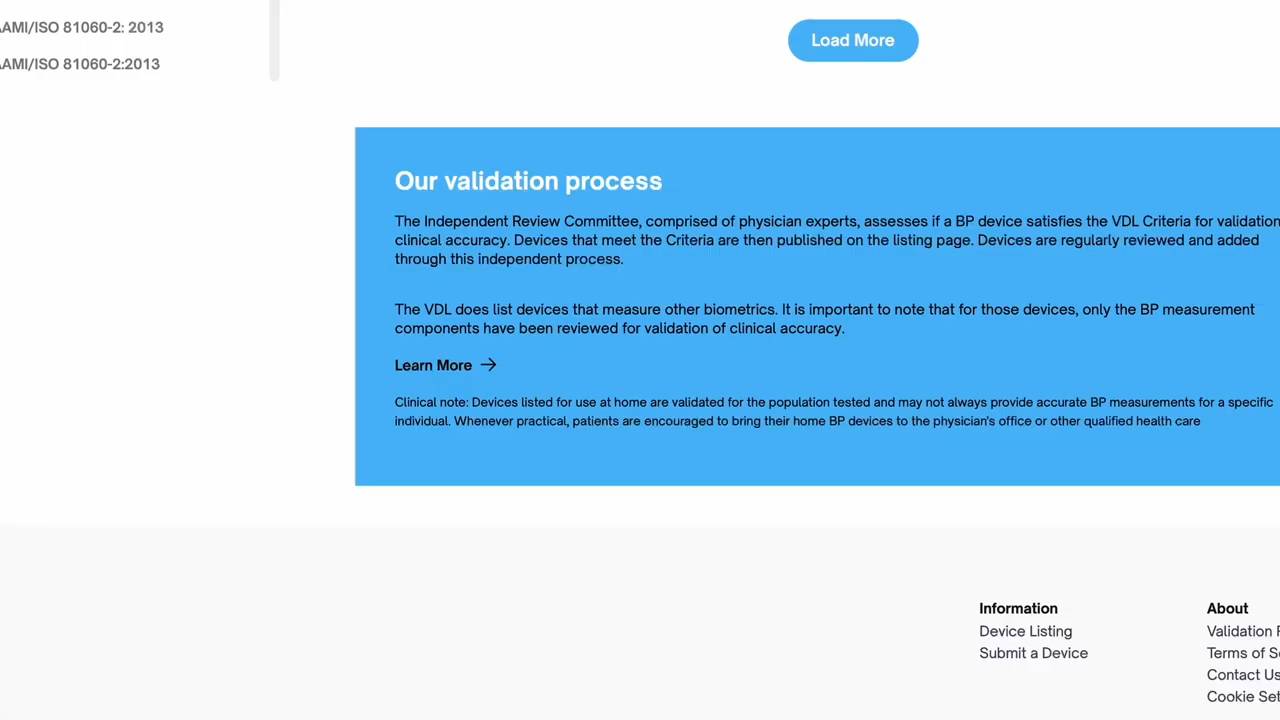 AAMI/ISO 81060-2: 2013
AAMI/ISO 81060-2:2013
Load More
Our validation process
The Independent Review Committee, comprised of physician experts, assesses if a BP device satisfies the VDL Criteria for validation
clinical accuracy. Devices that meet the Criteria are then published on the listing page. Devices are regularly reviewed and added
through this independent process.
The VDL does list devices that measure other biometrics. It is important to note that for those devices, only the BP measurement
components have been reviewed for validation of clinical accuracy.
Learn More →
Clinical note: Devices listed for use at home are validated for the population tested and may not always provide accurate BP measurements for a specific
individual. Whenever practical, patients are encouraged to bring their home BP devices to the physician's office or other qualified health care
Information
Device Listing
Submit a Device
About
Validation
Terms of
Contact Us
Cookie